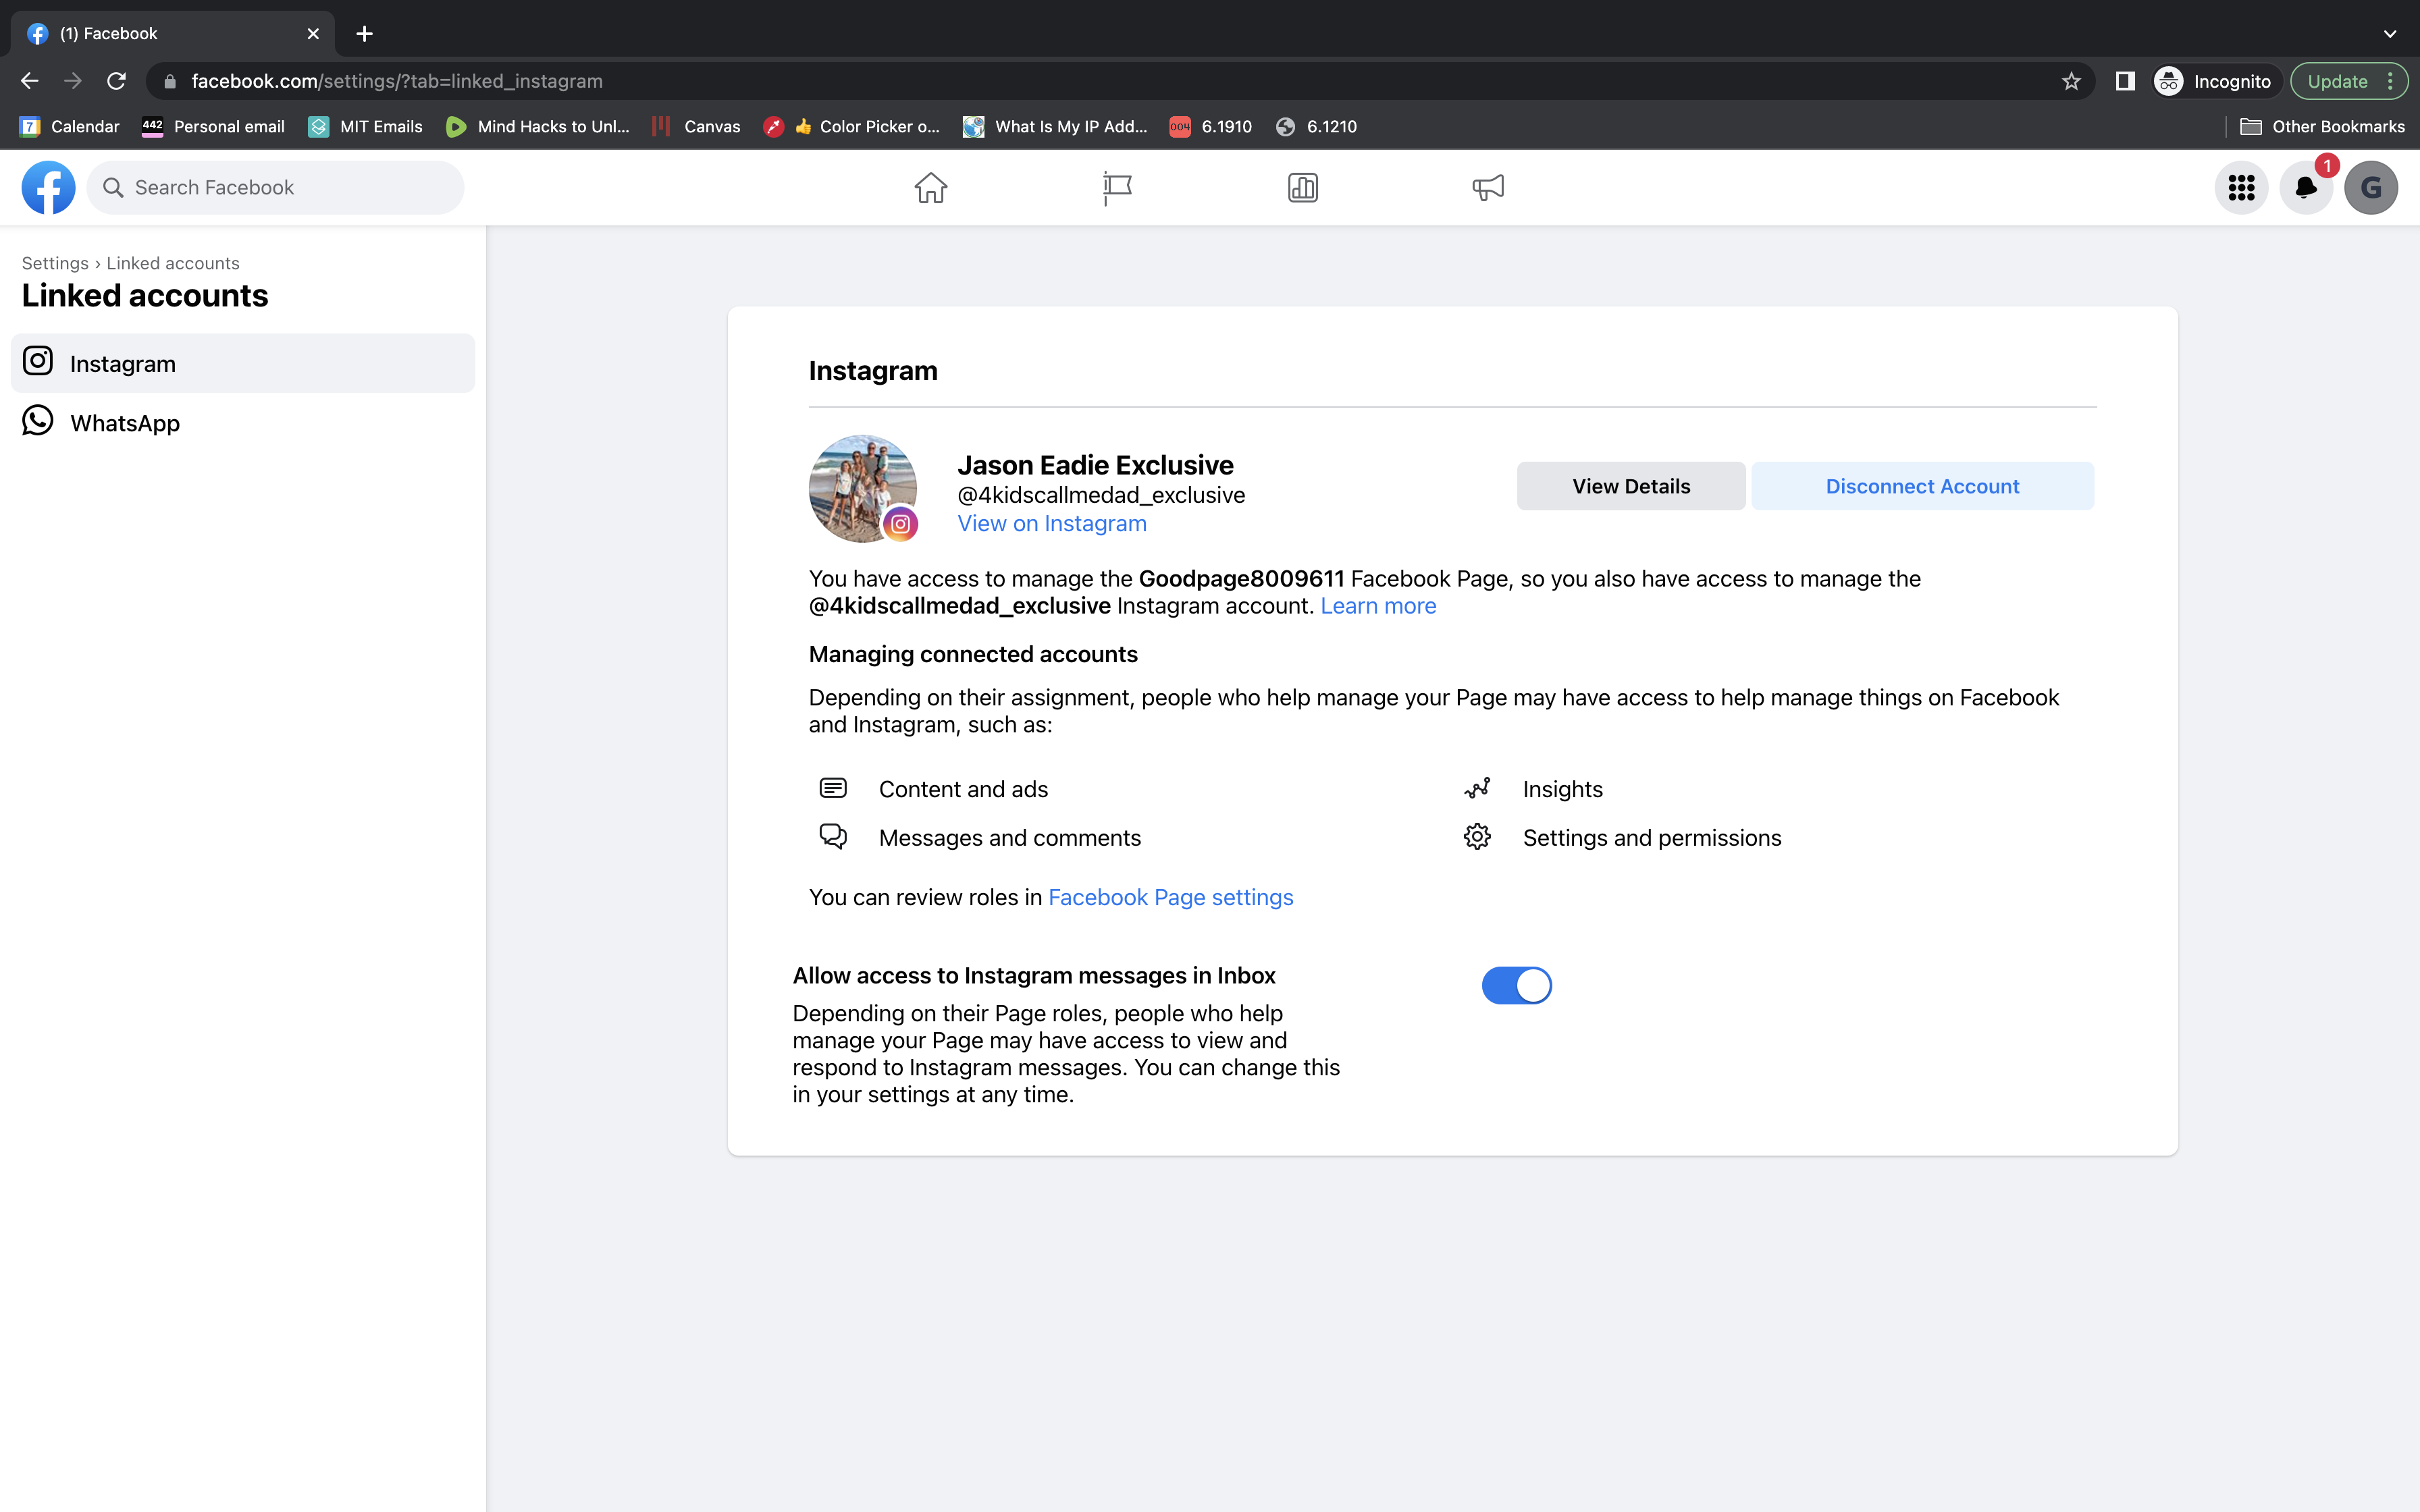 (1) Facebook
facebook.com/settings/?tab=linked_instagram
Incognito
Update
7 Calendar
442 Personal email
MIT Emails
Mind Hacks to Unl...
Canvas
👍 Color Picker o...
What Is My IP Add...
004 6.1910
6.1210
Other Bookmarks
Search Facebook
1
G
Settings › Linked accounts
Linked accounts
Instagram
WhatsApp
Instagram
Jason Eadie Exclusive
@4kidscallmedad_exclusive
View on Instagram
View Details
Disconnect Account
You have access to manage the Goodpage8009611 Facebook Page, so you also have access to manage the
@4kidscallmedad_exclusive Instagram account. Learn more
Managing connected accounts
Depending on their assignment, people who help manage your Page may have access to help manage things on Facebook
and Instagram, such as:
Content and ads
Insights
Messages and comments
Settings and permissions
You can review roles in Facebook Page settings
Allow access to Instagram messages in Inbox
Depending on their Page roles, people who help
manage your Page may have access to view and
respond to Instagram messages. You can change this
in your settings at any time.